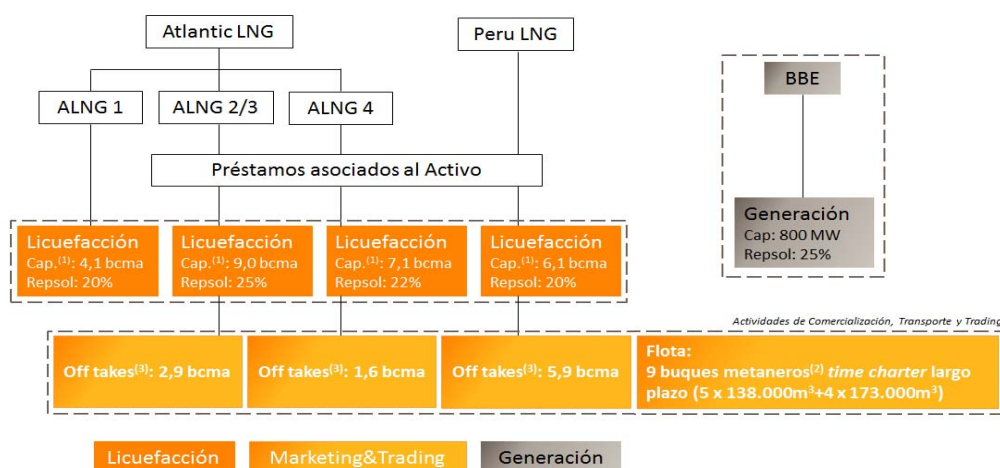 Atlantic LNG
Peru LNG
BBE
ALNG 1
ALNG 2/3
ALNG 4
Préstamos asociados al Activo
Licuefacción
Cap.(1): 4,1 bcma
Repsol: 20%
Licuefacción
Cap.(1): 9,0 bcma
Repsol: 25%
Licuefacción
Cap.(1): 7,1 bcma
Repsol: 22%
Licuefacción
Cap.(1): 6,1 bcma
Repsol: 20%
Generación
Cap: 800 MW
Repsol: 25%
Actividades de Comercialización, Transporte y Trading
Off takes(3): 2,9 bcma
Off takes(3): 1,6 bcma
Off takes(3): 5,9 bcma
Flota:
9 buques metaneros(2) time charter largo
plazo (5 x 138.000m³+4 x 173.000m³)
Licuefacción
Marketing&Trading
Generación